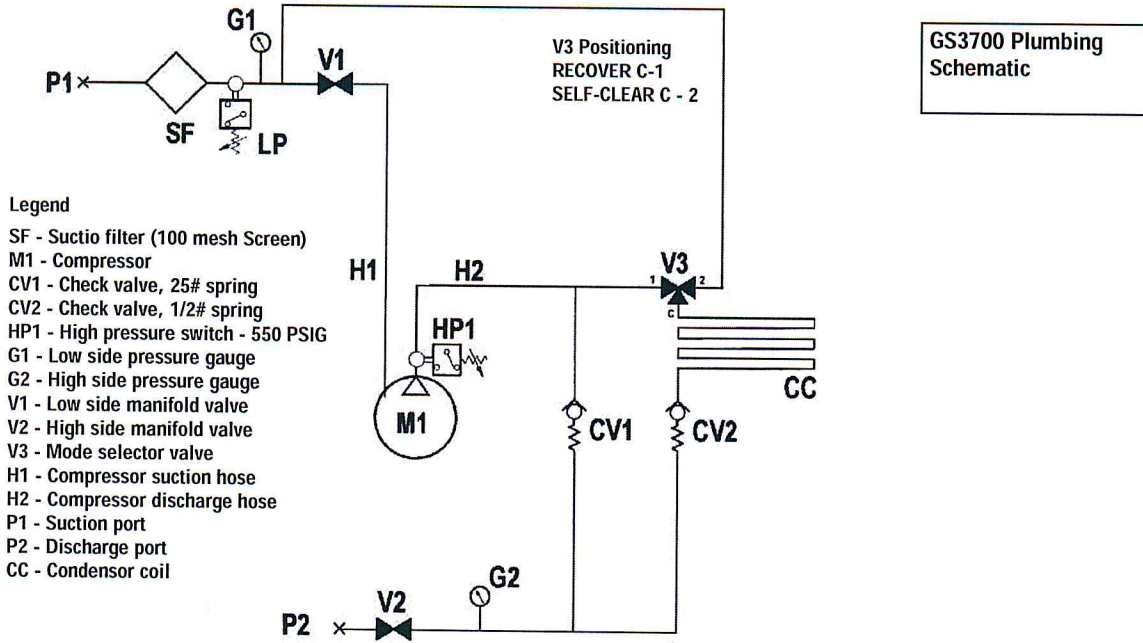 G1
V1
P1
SF
LP
V3 Positioning
RECOVER C-1
SELF-CLEAR C - 2
GS3700 Plumbing
Schematic
Legend
SF - Suctio filter (100 mesh Screen)
M1 - Compressor
CV1 - Check valve, 25# spring
CV2 - Check valve, 1/2# spring
HP1 - High pressure switch - 550 PSIG
G1 - Low side pressure gauge
G2 - High side pressure gauge
V1 - Low side manifold valve
V2 - High side manifold valve
V3 - Mode selector valve
H1 - Compressor suction hose
H2 - Compressor discharge hose
P1 - Suction port
P2 - Discharge port
CC - Condensor coil
H1
H2
V3
1
2
C
HP1
CC
M1
CV1
CV2
G2
V2
P2